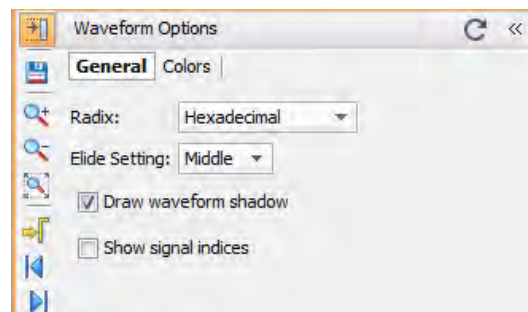 Waveform Options
General Colors
Radix: Hexadecimal
Elide Setting: Middle
Draw waveform shadow
Show signal indices